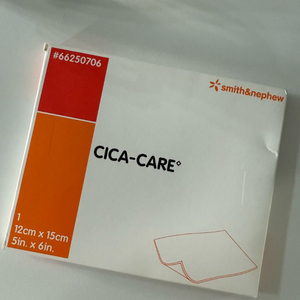 #66250706
smith&nephew
CICA-CARE◊
1
12cm x 15cm
5in. x 6in.